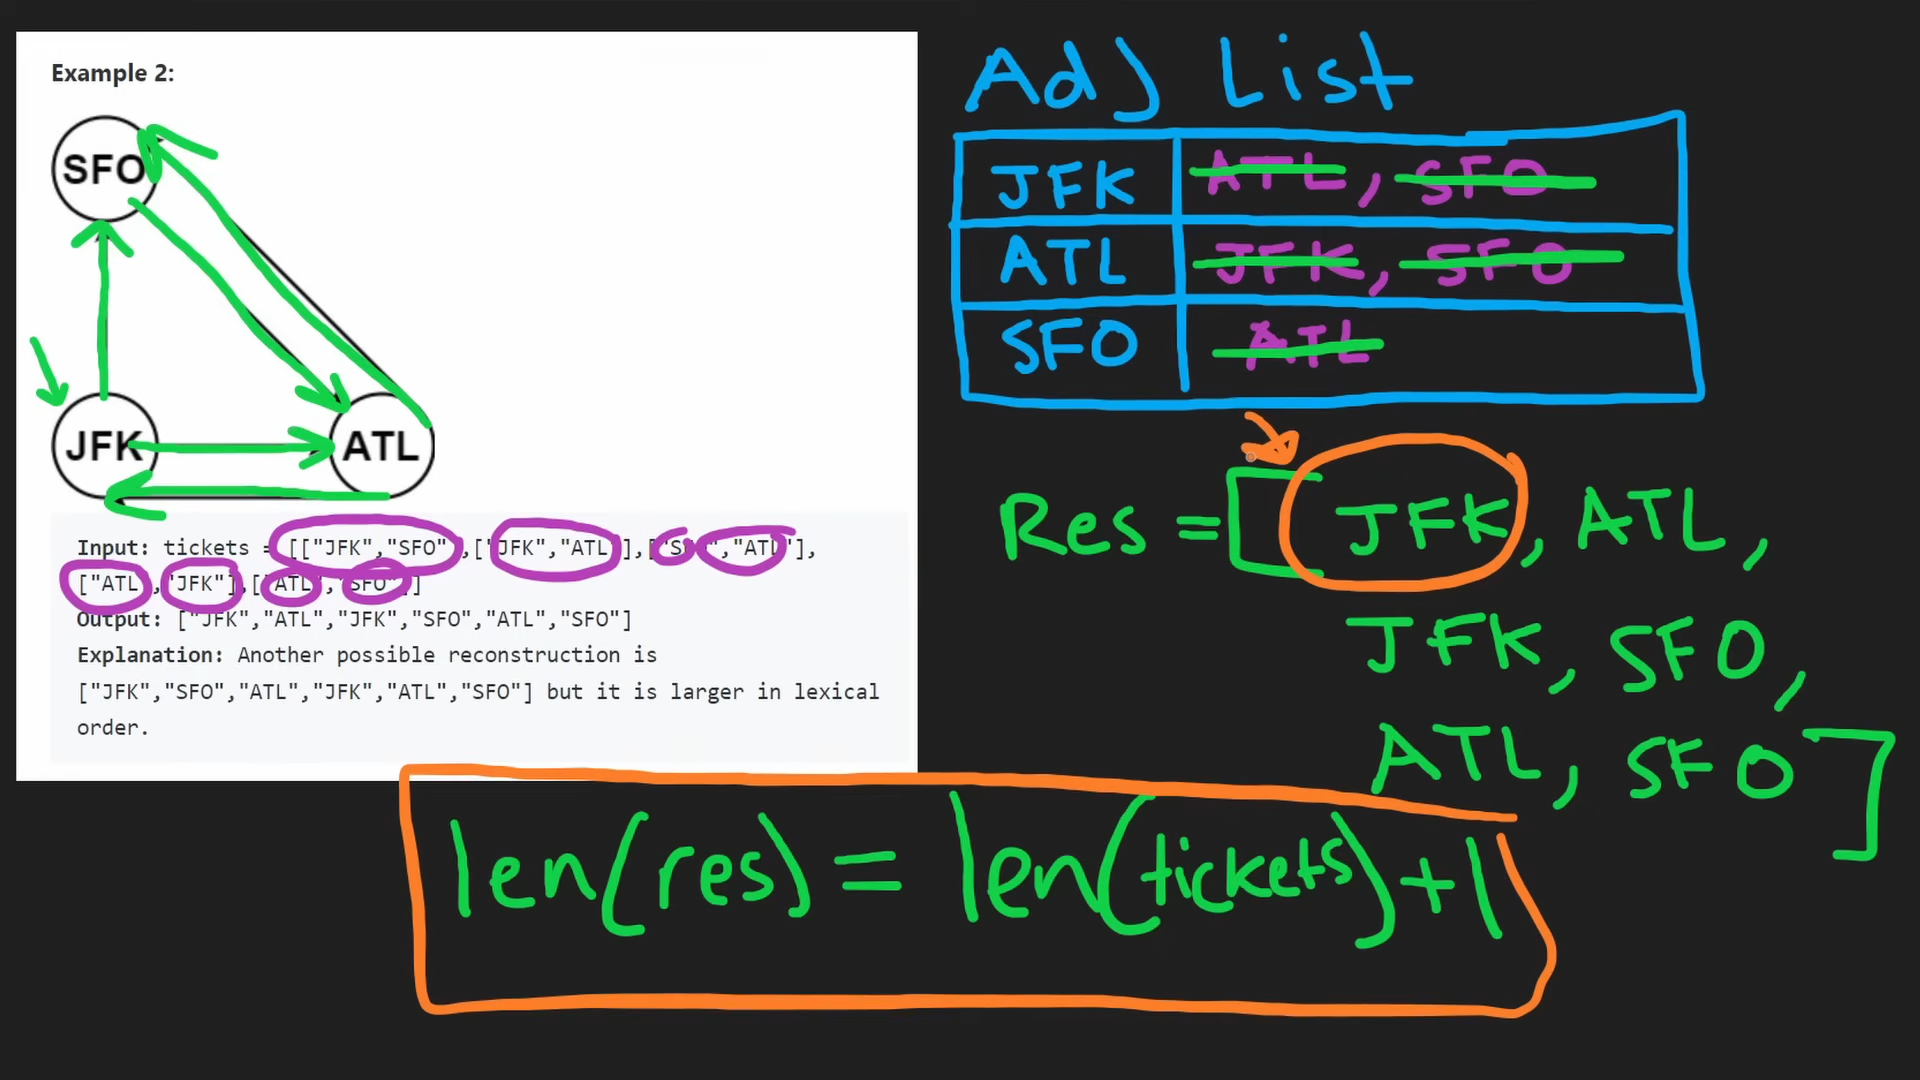 Example 2:
SFO
JFK
ATL
Input: tickets = [["JFK","SFO"],["JFK","ATL"],["SFO","ATL"],
["ATL","JFK"],["ATL","SFO"]]
Output: ["JFK","ATL","JFK","SFO","ATL","SFO"]
Explanation: Another possible reconstruction is
["JFK","SFO","ATL","JFK","ATL","SFO"] but it is larger in lexical
order.
Adj List
JFK ATL, SFO
ATL JFK, SFO
SFO ATL
Res = [JFK, ATL,
JFK, SFO,
ATL, SFO]
len(res) = len(tickets)+1